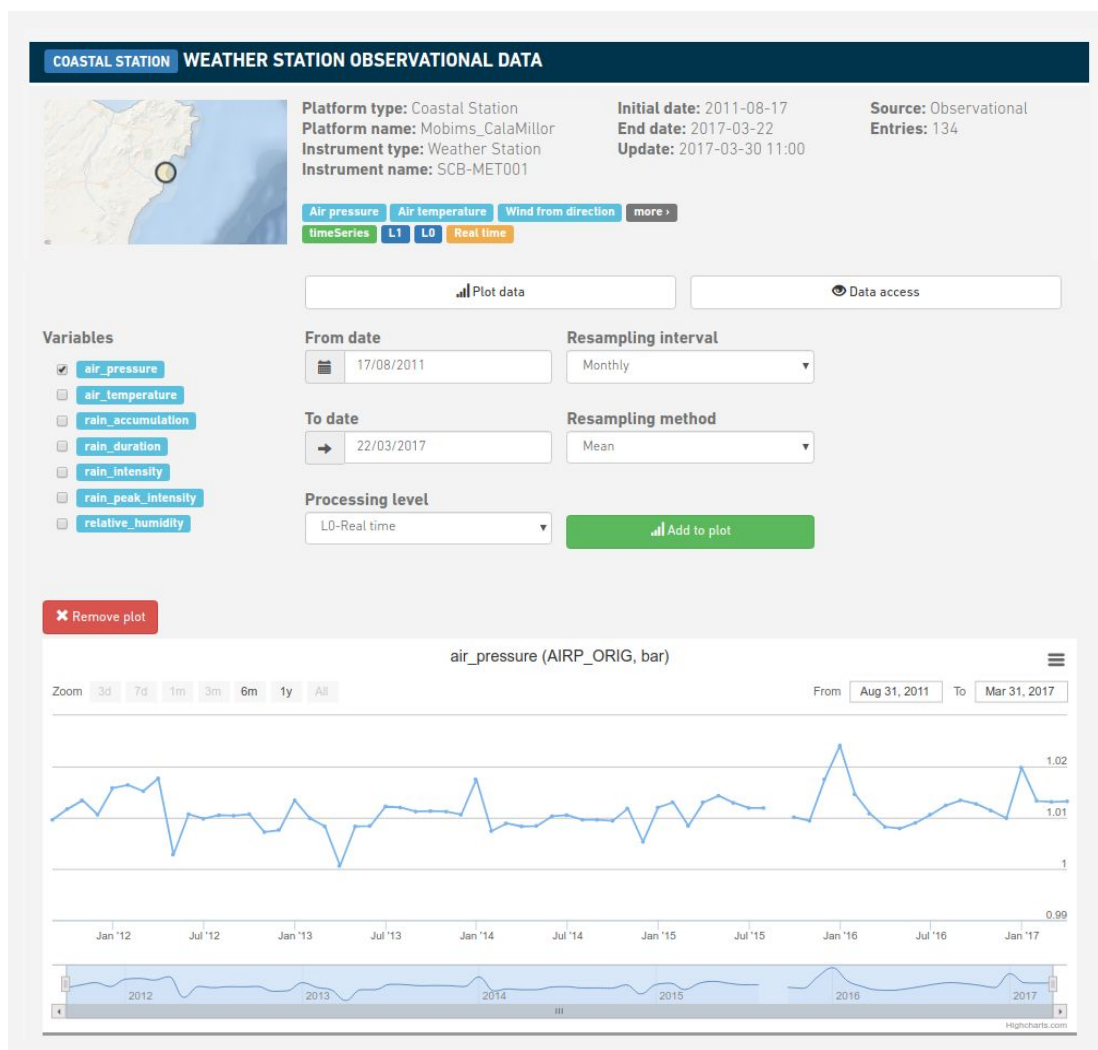 COASTAL STATION WEATHER STATION OBSERVATIONAL DATA
Platform type: Coastal Station
Platform name: Mobims_CalaMillor
Instrument type: Weather Station
Instrument name: SCB-MET001
Initial date: 2011-08-17
End date: 2017-03-22
Update: 2017-03-30 11:00
Source: Observational
Entries: 134
Air pressure Air temperature Wind from direction more ›
timeSeries L1 L0 Real time
Plot data Data access
Variables
air_pressure
air_temperature
rain_accumulation
rain_duration
rain_intensity
rain_peak_intensity
relative_humidity
From date
17/08/2011
Resampling interval
Monthly
To date
22/03/2017
Resampling method
Mean
Processing level
L0-Real time
Add to plot
Remove plot
air_pressure (AIRP_ORIG, bar)
Zoom 3d 7d 1m 3m 6m 1y All From Aug 31, 2011 To Mar 31, 2017
1.02
1.01
1
0.99
Jan '12 Jul '12 Jan '13 Jul '13 Jan '14 Jul '14 Jan '15 Jul '15 Jan '16 Jul '16 Jan '17
2012 2013 2014 2015 2016 2017
Highcharts.com